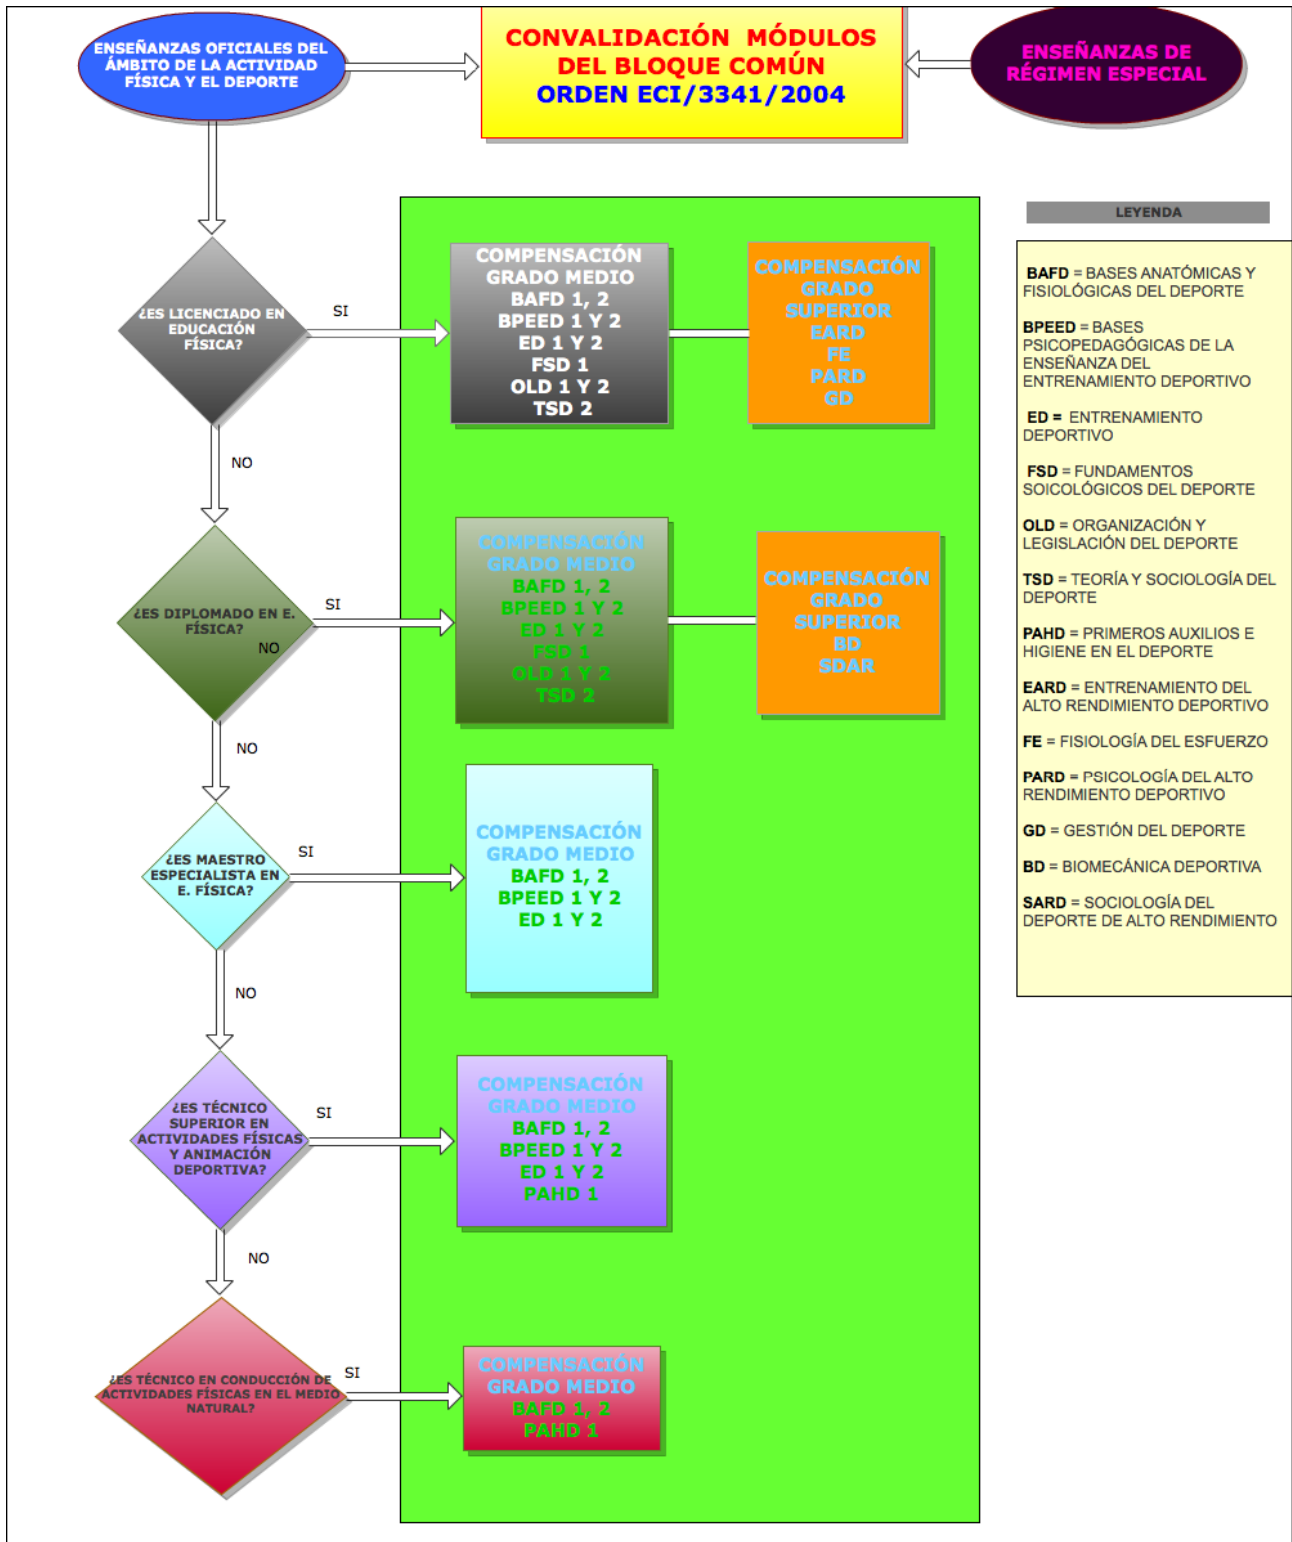 ENSEÑANZAS OFICIALES DEL
ÁMBITO DE LA ACTIVIDAD
FÍSICA Y EL DEPORTE
CONVALIDACIÓN MÓDULOS
DEL BLOQUE COMÚN
ORDEN ECI/3341/2004
ENSEÑANZAS DE
RÉGIMEN ESPECIAL
¿ES LICENCIADO EN
EDUCACIÓN
FÍSICA?
SI
COMPENSACIÓN
GRADO MEDIO
BAFD 1, 2
BPEED 1 Y 2
ED 1 Y 2
FSD 1
OLD 1 Y 2
TSD 2
COMPENSACIÓN
GRADO
SUPERIOR
EARD
FE
PARD
GD
NO
¿ES DIPLOMADO EN E.
FÍSICA?
NO
SI
COMPENSACIÓN
GRADO MEDIO
BAFD 1, 2
BPEED 1 Y 2
ED 1 Y 2
FSD 1
OLD 1 Y 2
TSD 2
COMPENSACIÓN
GRADO
SUPERIOR
BD
SDAR
NO
¿ES MAESTRO
ESPECIALISTA EN
E. FÍSICA?
SI
COMPENSACIÓN
GRADO MEDIO
BAFD 1, 2
BPEED 1 Y 2
ED 1 Y 2
NO
¿ES TÉCNICO
SUPERIOR EN
ACTIVIDADES FÍSICAS
Y ANIMACIÓN
DEPORTIVA?
SI
COMPENSACIÓN
GRADO MEDIO
BAFD 1, 2
BPEED 1 Y 2
ED 1 Y 2
PAHD 1
NO
¿ES TÉCNICO EN CONDUCCIÓN DE
ACTIVIDADES FÍSICAS EN EL MEDIO
NATURAL?
SI
COMPENSACIÓN
GRADO MEDIO
BAFD 1, 2
PAHD 1
LEYENDA
BAFD = BASES ANATÓMICAS Y
FISIOLÓGICAS DEL DEPORTE
BPEED = BASES
PSICOPEDAGÓGICAS DE LA
ENSEÑANZA DEL
ENTRENAMIENTO DEPORTIVO
ED = ENTRENAMIENTO
DEPORTIVO
FSD = FUNDAMENTOS
SOICOLÓGICOS DEL DEPORTE
OLD = ORGANIZACIÓN Y
LEGISLACIÓN DEL DEPORTE
TSD = TEORÍA Y SOCIOLOGÍA DEL
DEPORTE
PAHD = PRIMEROS AUXILIOS E
HIGIENE EN EL DEPORTE
EARD = ENTRENAMIENTO DEL
ALTO RENDIMIENTO DEPORTIVO
FE = FISIOLOGÍA DEL ESFUERZO
PARD = PSICOLOGÍA DEL ALTO
RENDIMIENTO DEPORTIVO
GD = GESTIÓN DEL DEPORTE
BD = BIOMECÁNICA DEPORTIVA
SARD = SOCIOLOGÍA DEL
DEPORTE DE ALTO RENDIMIENTO